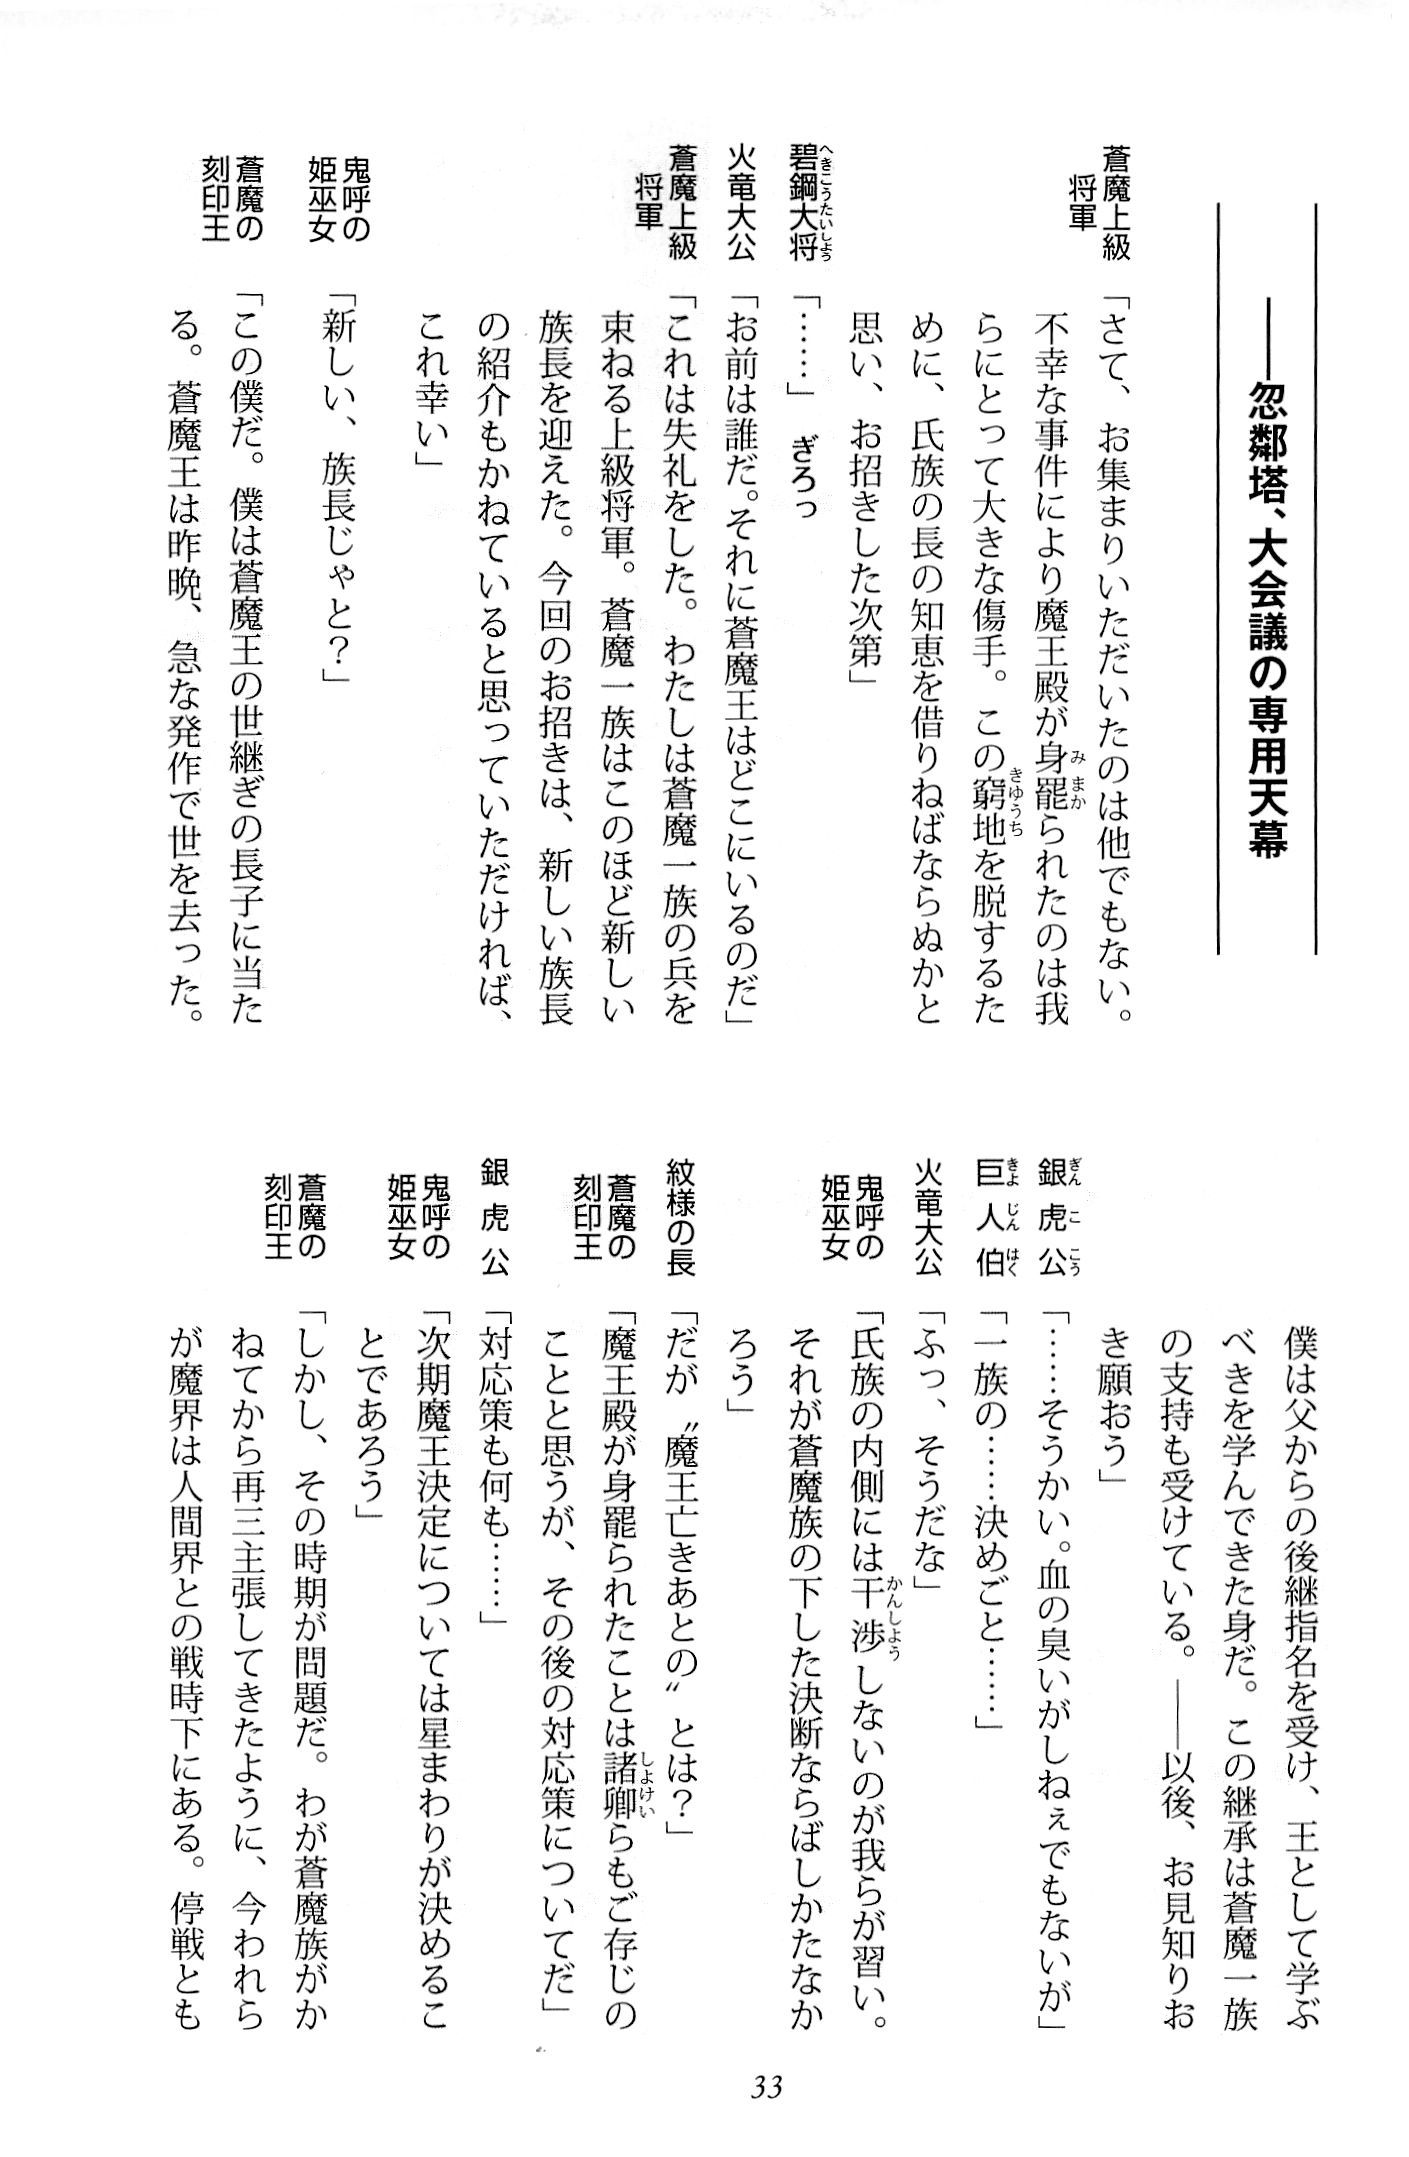 ――忽鄰塔、大会議の専用天幕
蒼魔上級
将軍
「さて、お集まりいただいたのは他でもない。
不幸な事件により魔王殿が身罷られたのは我
らにとって大きな傷手。この窮地を脱するた
めに、氏族の長の知恵を借りねばならぬかと
思い、お招きした次第」
碧鋼大将
「……」　ぎろっ
火竜大公
「お前は誰だ。それに蒼魔王はどこにいるのだ」
蒼魔上級
将軍
「これは失礼をした。わたしは蒼魔一族の兵を
束ねる上級将軍。蒼魔一族はこのほど新しい
族長を迎えた。今回のお招きは、新しい族長
の紹介もかねていると思っていただければ、
これ幸い」
鬼呼の
姫巫女
「新しい、族長じゃと？」
蒼魔の
刻印王
「この僕だ。僕は蒼魔王の世継ぎの長子に当た
る。蒼魔王は昨晩、急な発作で世を去った。
僕は父からの後継指名を受け、王として学ぶ
べきを学んできた身だ。この継承は蒼魔一族
の支持も受けている。――以後、お見知りお
き願おう」
銀虎公
「……そうかい。血の臭いがしねぇでもないが」
巨人伯
「一族の……決めごと……」
火竜大公
「ふっ、そうだな」
鬼呼の
姫巫女
「氏族の内側には干渉しないのが我らが習い。
それが蒼魔族の下した決断ならばしかたなか
ろう」
紋様の長
「だが〝魔王亡きあとの〟とは？」
蒼魔の
刻印王
「魔王殿が身罷られたことは諸卿らもご存じの
ことと思うが、その後の対応策についてだ」
銀虎公
「対応策も何も……」
鬼呼の
姫巫女
「次期魔王決定については星まわりが決めるこ
とであろう」
蒼魔の
刻印王
「しかし、その時期が問題だ。わが蒼魔族がか
ねてから再三主張してきたように、今われら
が魔界は人間界との戦時下にある。停戦とも
33